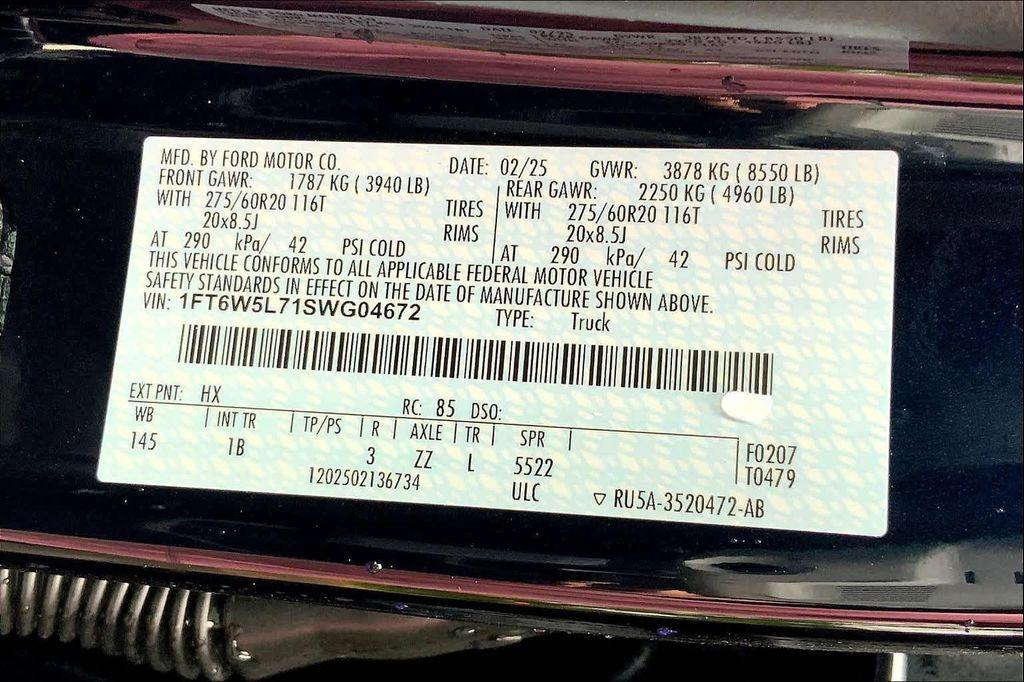 MFD. BY FORD MOTOR CO. DATE: 02/25 GVWR: 3878 KG ( 8550 LB)
FRONT GAWR: 1787 KG ( 3940 LB) REAR GAWR: 2250 KG ( 4960 LB)
WITH 275/60R20 116T TIRES WITH 275/60R20 116T TIRES
20x8.5J RIMS 20x8.5J RIMS
AT 290 kPa/ 42 PSI COLD AT 290 kPa/ 42 PSI COLD
THIS VEHICLE CONFORMS TO ALL APPLICABLE FEDERAL MOTOR VEHICLE
SAFETY STANDARDS IN EFFECT ON THE DATE OF MANUFACTURE SHOWN ABOVE.
VIN: 1FT6W5L71SWG04672 TYPE: Truck
EXT PNT: HX RC: 85 DSO:
WB | INT TR | TP/PS | R | AXLE | TR | SPR | F0207
145 1B 3 ZZ L 5522 T0479
1202502136734 ULC ▽ RU5A-3520472-AB